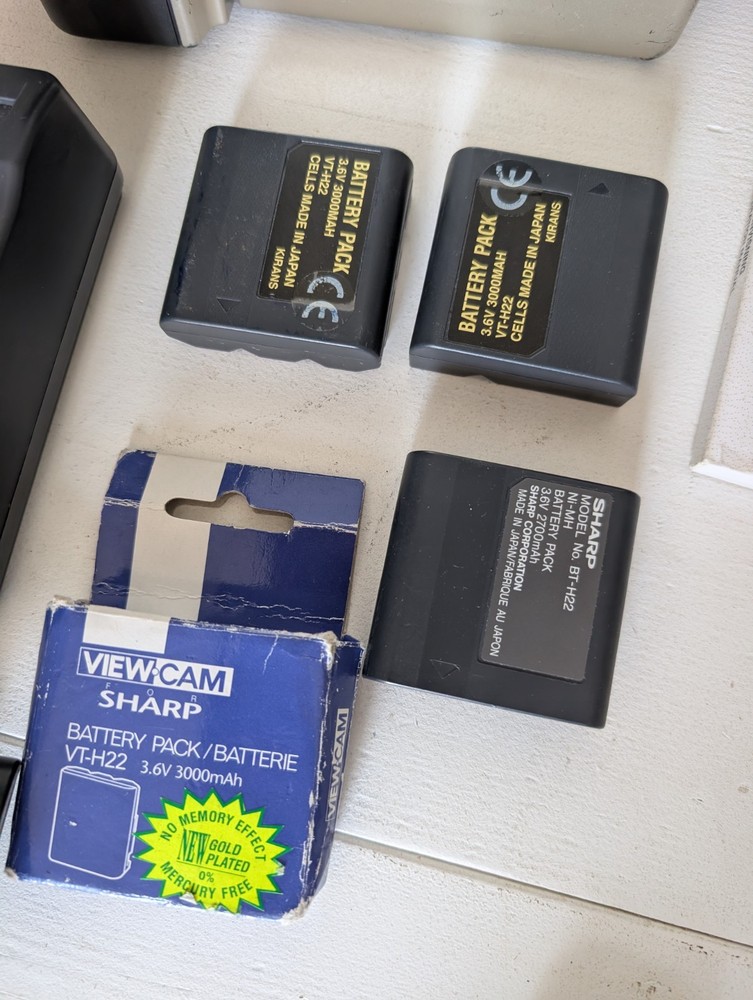 BATTERY PACK
3.6V 3000MAH
VT-H22
CELLS MADE IN JAPAN
KIRANS
CE
CE
BATTERY PACK
3.6V 3000MAH
VT-H22
CELLS MADE IN JAPAN
KIRANS
SHARP
MODEL No. BT-H22
Ni-MH
BATTERY PACK
3.6V 2700mAh
SHARP CORPORATION
MADE IN JAPAN/FABRIQUE AU JAPON
VIEWCAM
FOR
SHARP
BATTERY PACK/BATTERIE
VT-H22 3.6V 3000mAh
NO MEMORY EFFECT
NEW GOLD
PLATED
0%
MERCURY FREE
VIEWCAM